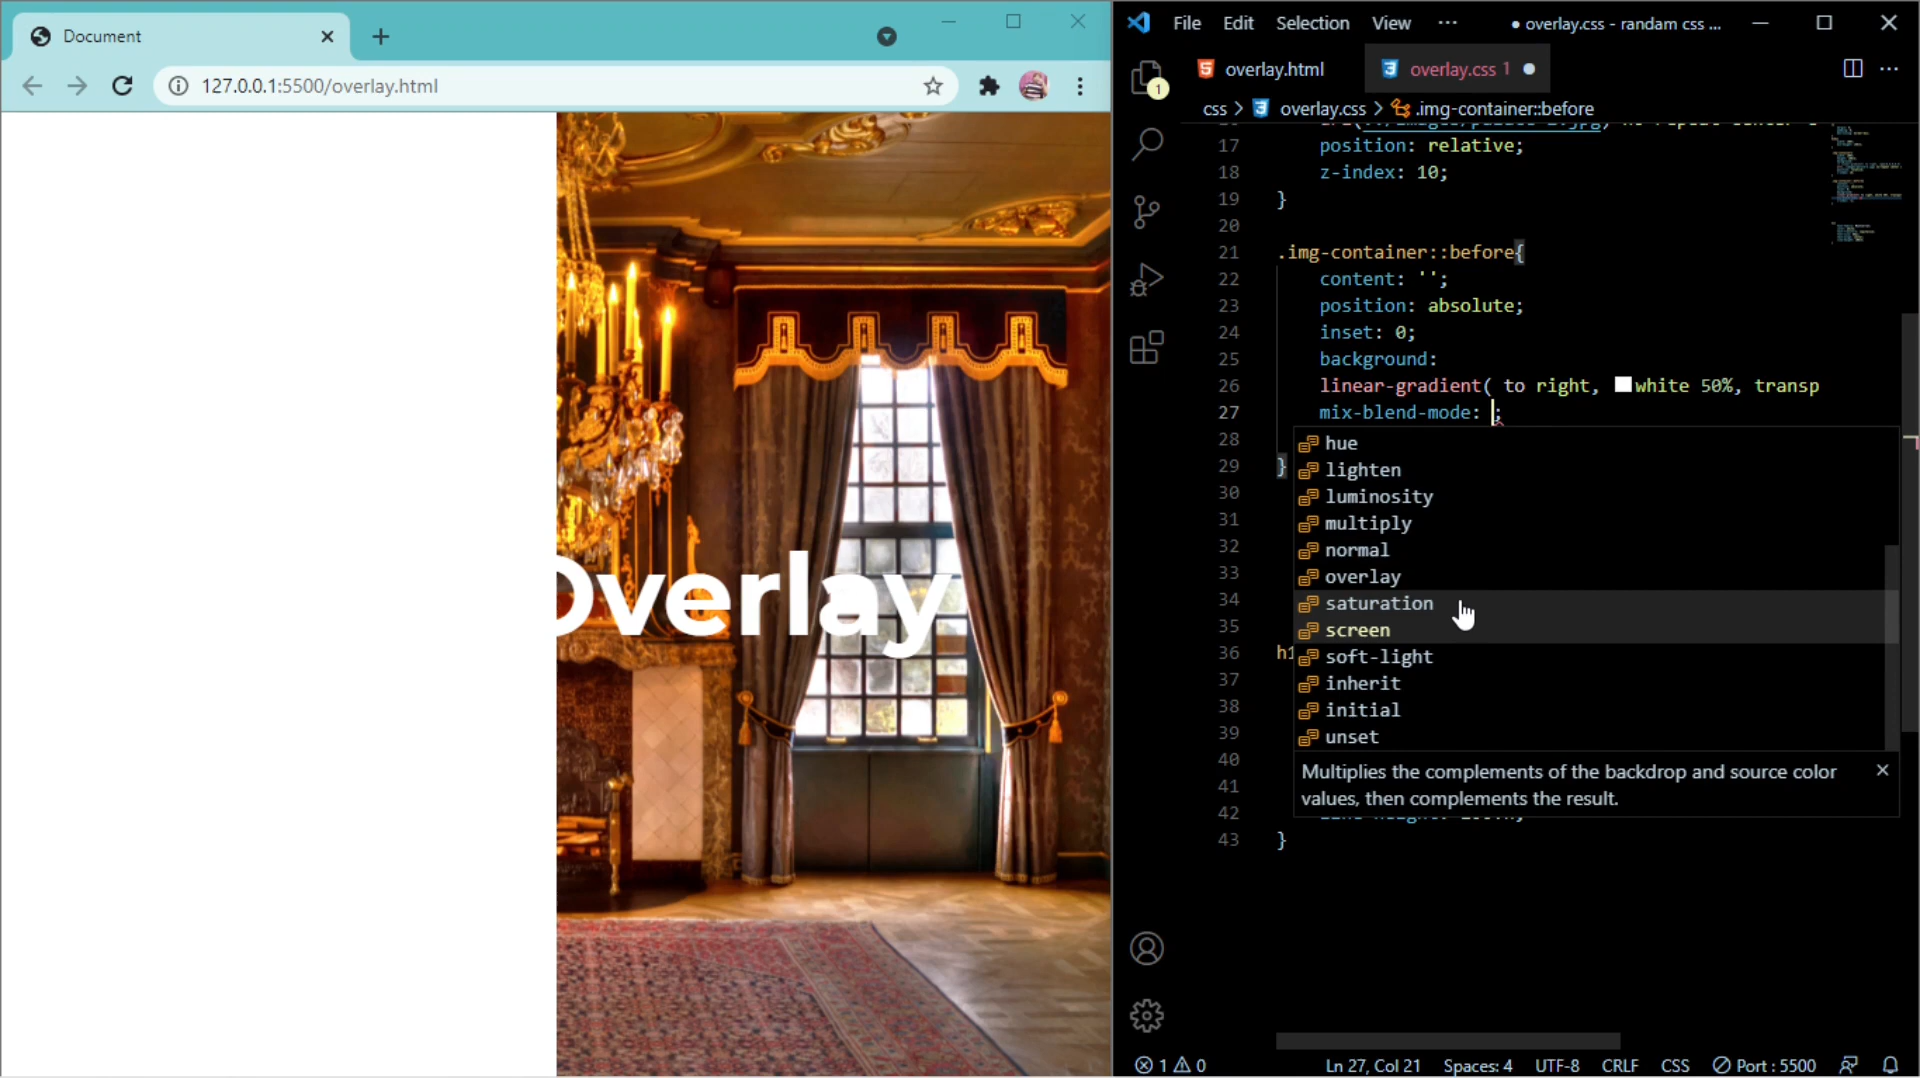 Document
127.0.0.1:5500/overlay.html
Overlay
File Edit Selection View ··· ● overlay.css - randam css ...
overlay.html overlay.css 1 ●
1
css > overlay.css > .img-container::before
17 position: relative;
18 z-index: 10;
19 }
20
21 .img-container::before{
22 content: '';
23 position: absolute;
24 inset: 0;
25 background:
26 linear-gradient( to right, white 50%, transp
27 mix-blend-mode: ;
28 hue
29 } lighten
30 luminosity
31 multiply
32 normal
33 overlay
34 saturation
35 screen
36 h1 soft-light
37 inherit
38 initial
39 unset
40 Multiplies the complements of the backdrop and source color
41 values, then complements the result.
42
43 }
1 0 Ln 27, Col 21 Spaces: 4 UTF-8 CRLF CSS Port : 5500